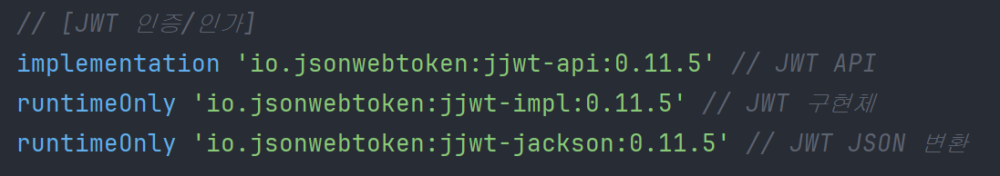 // [JWT 인증/인가]
implementation 'io.jsonwebtoken:jjwt-api:0.11.5' // JWT API
runtimeOnly 'io.jsonwebtoken:jjwt-impl:0.11.5' // JWT 구현체
runtimeOnly 'io.jsonwebtoken:jjwt-jackson:0.11.5' // JWT JSON 변환